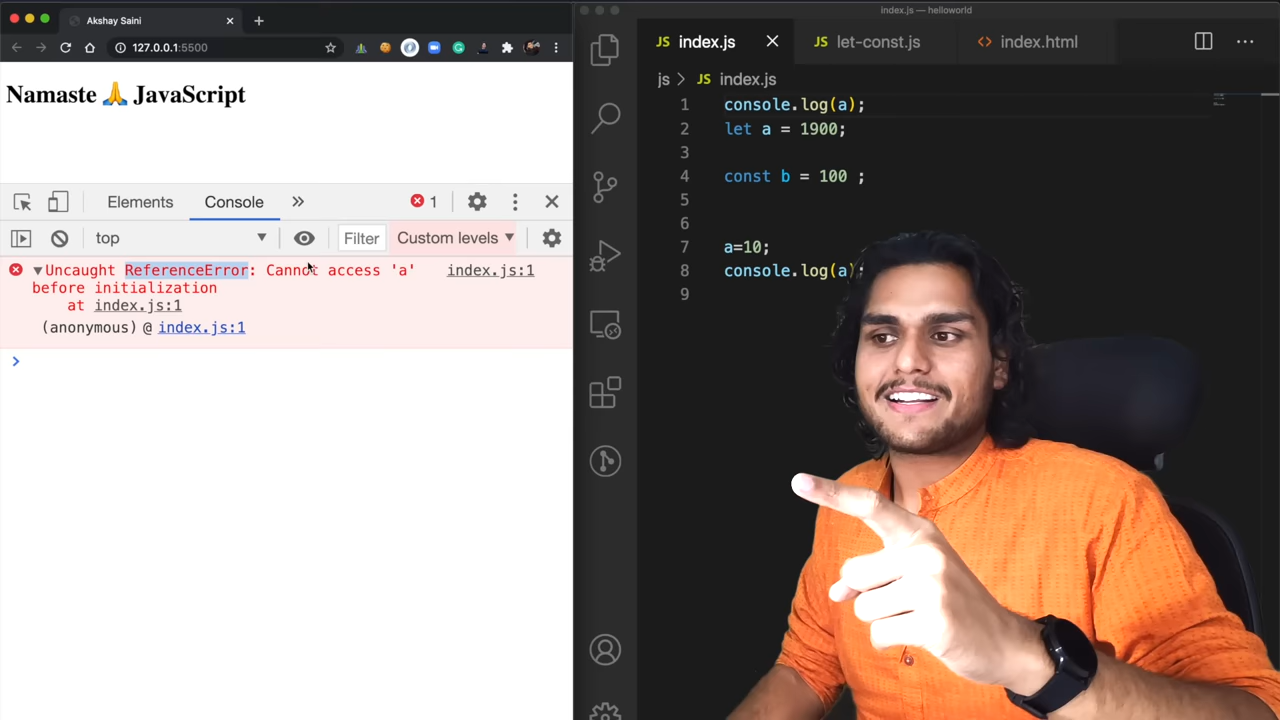 Akshay Saini
127.0.0.1:5500
Namaste 🙏 JavaScript
Elements
Console
1
top
Filter
Custom levels
Uncaught ReferenceError: Cannot access 'a' index.js:1
before initialization
at index.js:1
(anonymous) @ index.js:1
index.js — helloworld
JS index.js
JS let-const.js
index.html
js > JS index.js
1 console.log(a);
2 let a = 1900;
3
4 const b = 100 ;
5
6
7 a=10;
8 console.log(a);
9